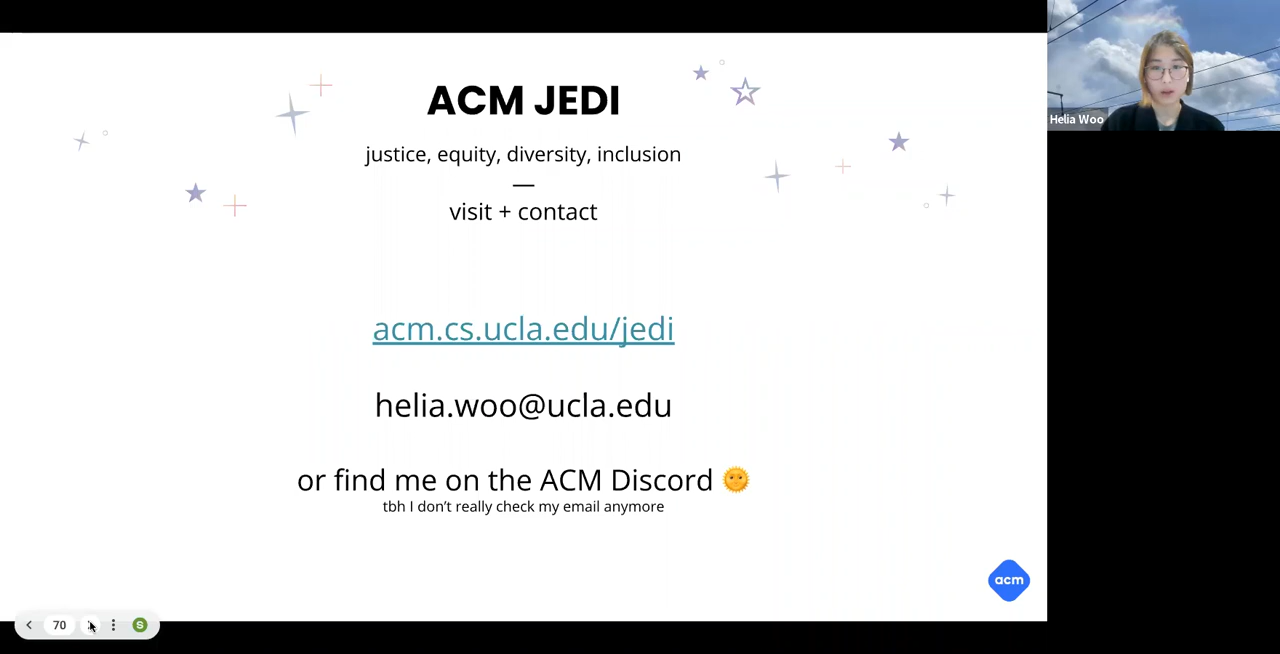 ACM JEDI
justice, equity, diversity, inclusion
—
visit + contact
acm.cs.ucla.edu/jedi
helia.woo@ucla.edu
or find me on the ACM Discord 🌞
tbh I don't really check my email anymore
acm
Helia Woo
70
S